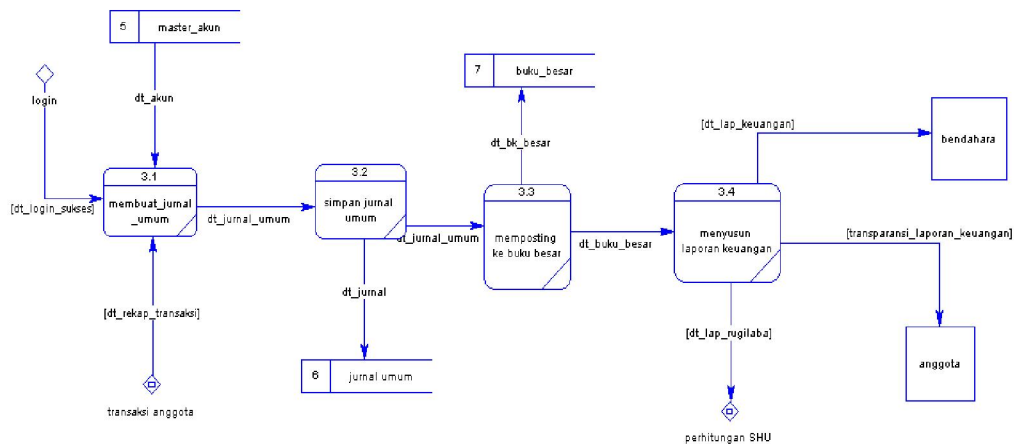 5 master_akun
login
dt_akun
[dt_login_sukses]
3.1
membuat_jurnal
_umum
[dt_rekap_transaksi]
transaksi anggota
dt_jurnal_umum
3.2
simpan jurnal
umum
dt_jurnal
6 jurnal umum
dt_jurnal_umum
7 buku_besar
dt_bk_besar
3.3
memposting
ke buku besar
dt_buku_besar
3.4
menyusun
laporan keuangan
[dt_lap_keuangan]
bendahara
[transparansi_laporan_keuangan]
anggota
[dt_lap_rugilaba]
perhitungan SHU